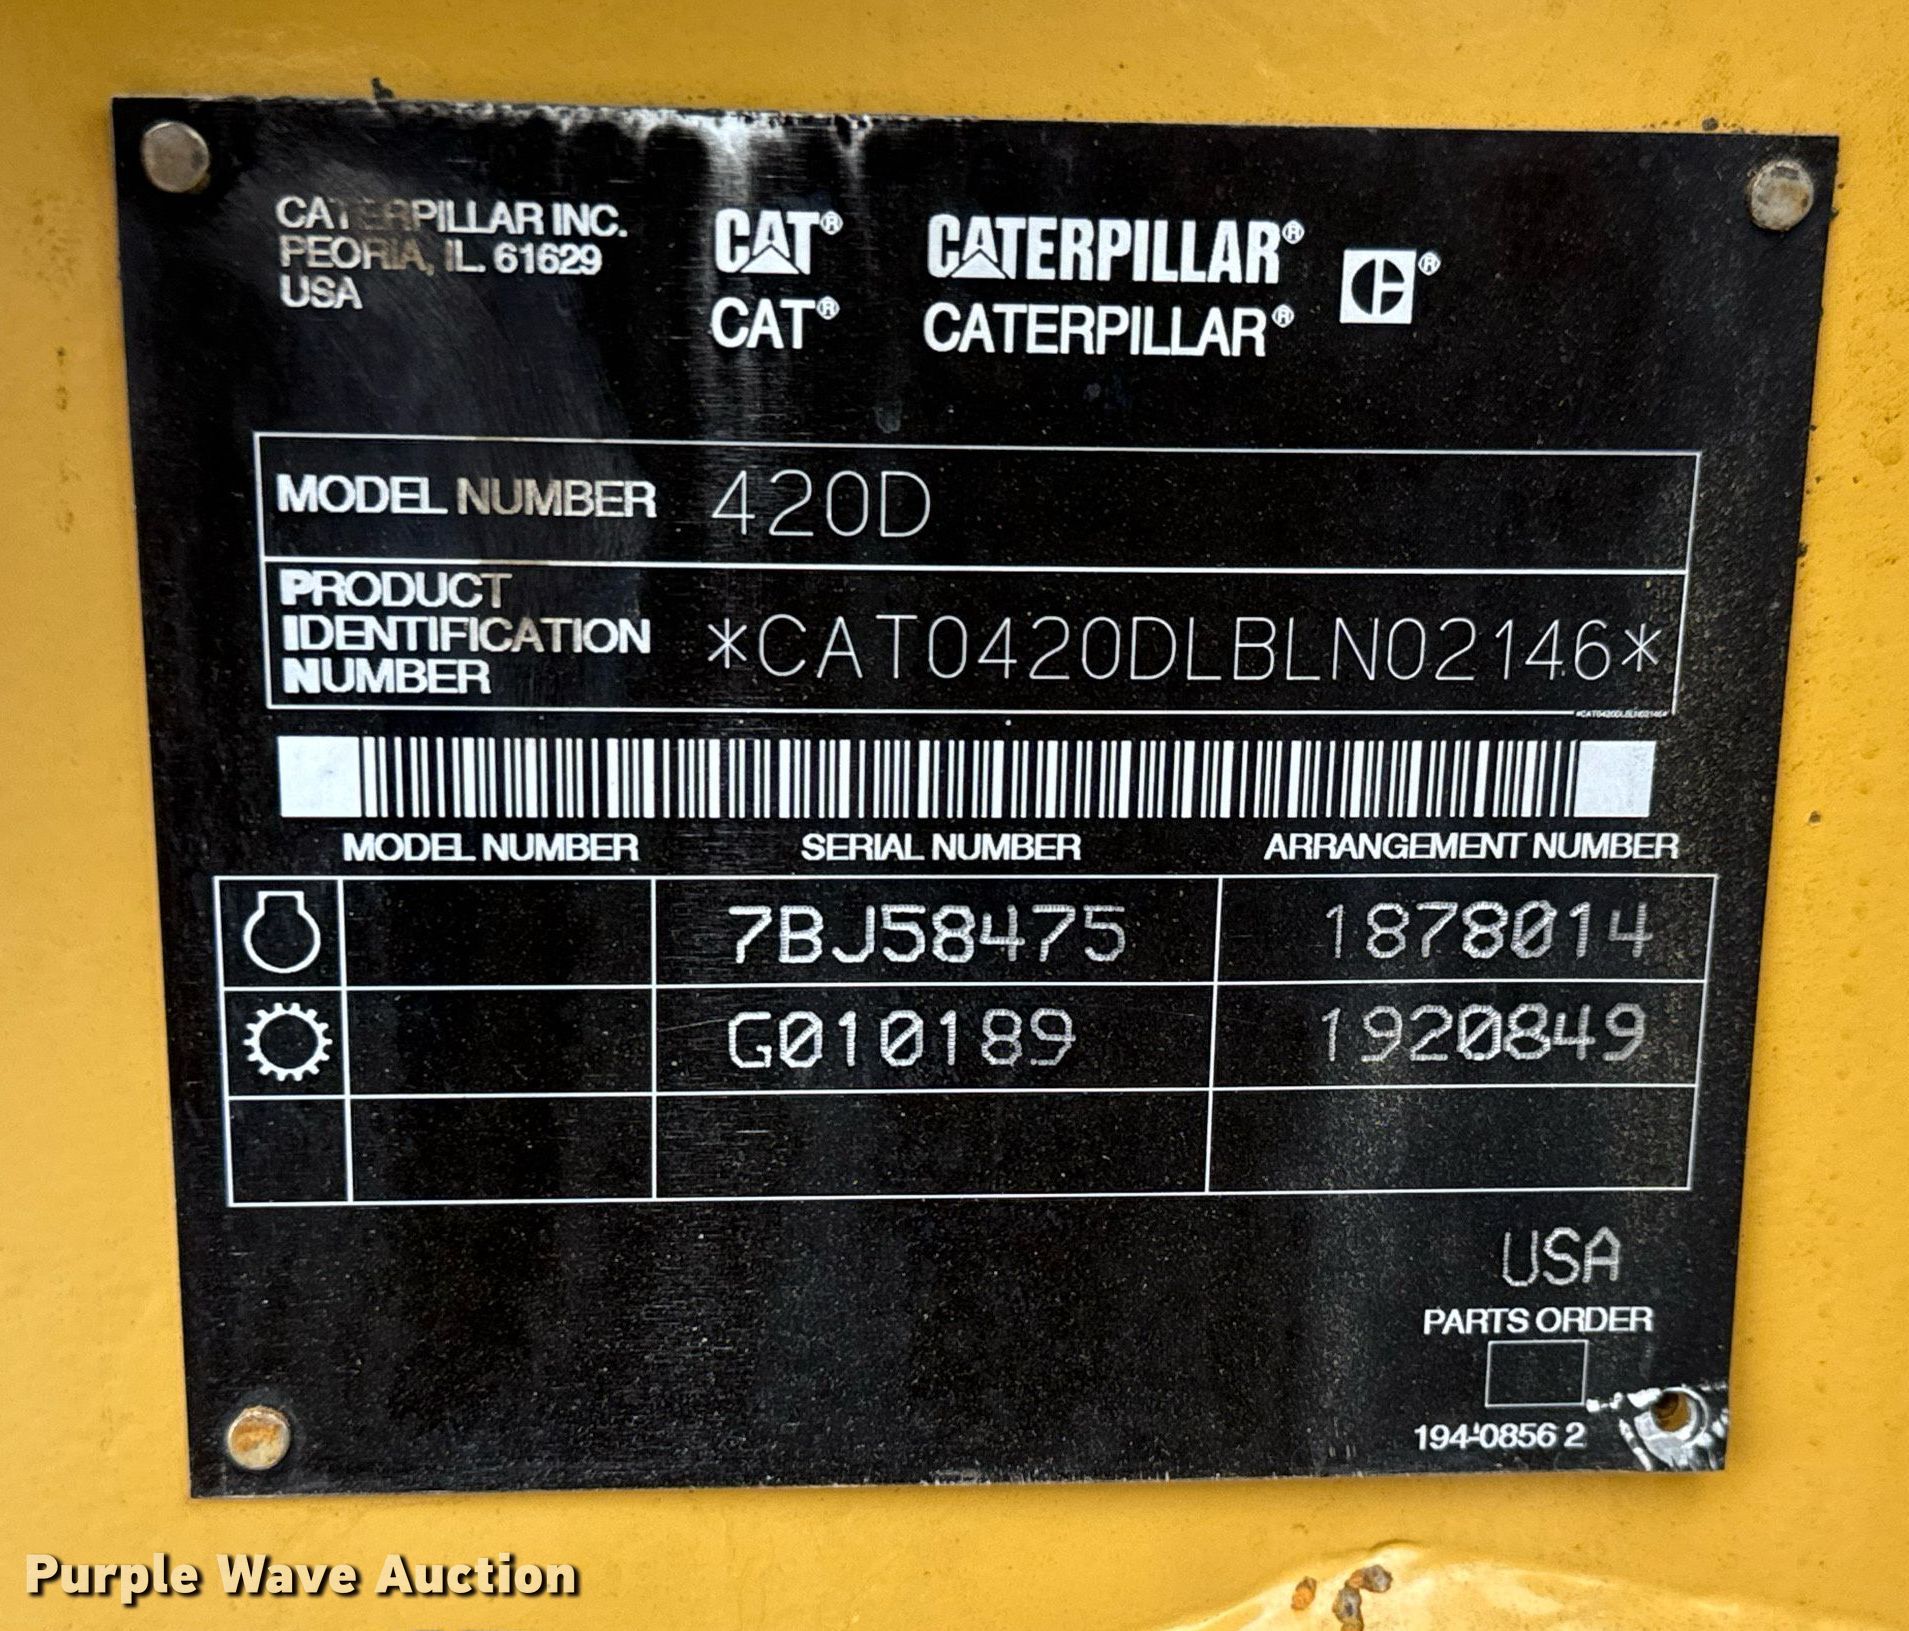 CATERPILLAR INC.
PEORIA, IL. 61629
USA
CAT® CATERPILLAR® ®
CAT® CATERPILLAR®
MODEL NUMBER 420D
PRODUCT
IDENTIFICATION
NUMBER
*CAT0420DLBLN02146*
*CAT0420DLBLN02146*
MODEL NUMBER SERIAL NUMBER ARRANGEMENT NUMBER
7BJ58475 1878014
G010189 1920849
USA
PARTS ORDER
194-0856 2
Purple Wave Auction